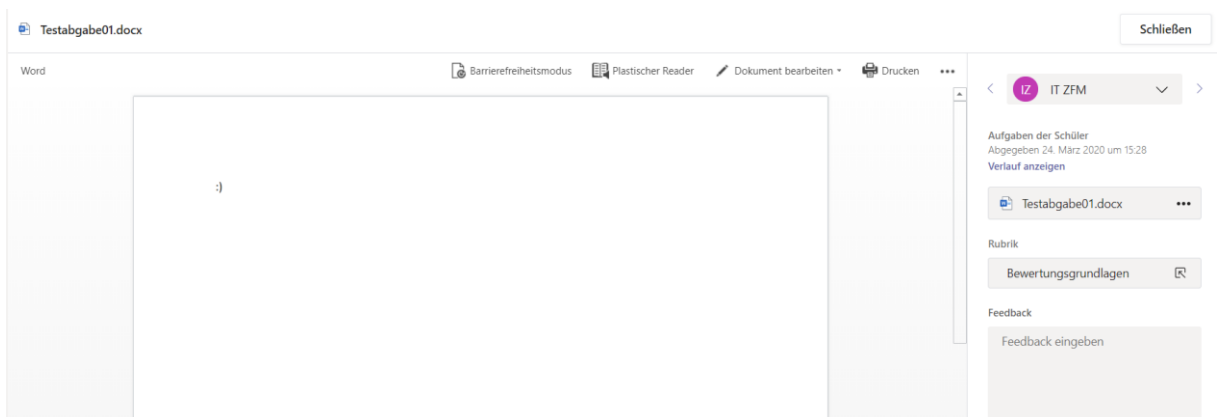 Testabgabe01.docx
Schließen
Word
Barrierefreiheitsmodus
Plastischer Reader
Dokument bearbeiten
Drucken
:)
IZ
IT ZFM
Aufgaben der Schüler
Abgegeben 24. März 2020 um 15:28
Verlauf anzeigen
Testabgabe01.docx
Rubrik
Bewertungsgrundlagen
Feedback
Feedback eingeben